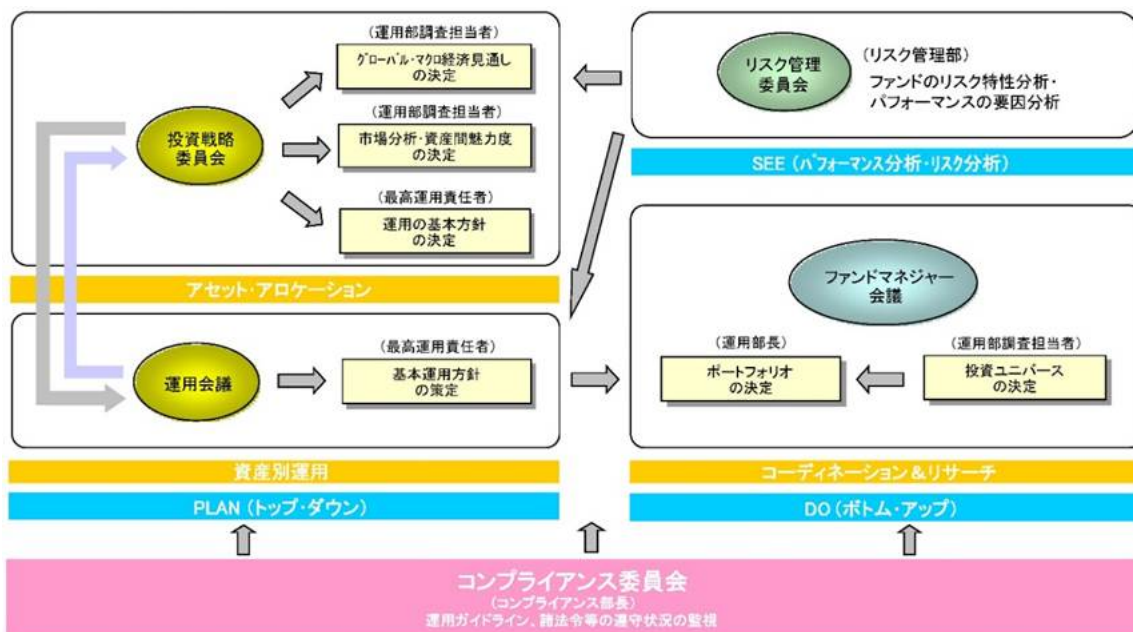 (運用部調査担当者)
グローバル・マクロ経済見通し
の決定
(運用部調査担当者)
市場分析・資産間魅力度
の決定
投資戦略
委員会
(最高運用責任者)
運用の基本方針
の決定
アセット・アロケーション
運用会議
(最高運用責任者)
基本運用方針
の策定
資産別運用
PLAN (トップ・ダウン)
リスク管理
委員会
(リスク管理部)
ファンドのリスク特性分析・
パフォーマンスの要因分析
SEE (パフォーマンス分析・リスク分析)
ファンドマネジャー
会議
(運用部長)
ポートフォリオ
の決定
(運用部調査担当者)
投資ユニバース
の決定
コーディネーション&リサーチ
DO (ボトム・アップ)
コンプライアンス委員会
(コンプライアンス部長)
運用ガイドライン、諸法令等の遵守状況の監視